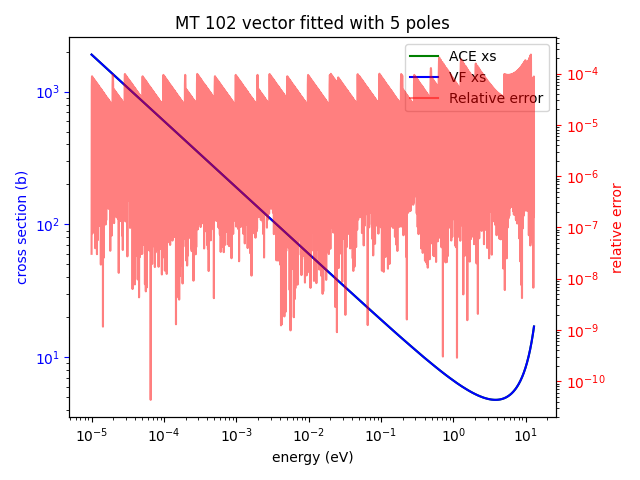 MT 102 vector fitted with 5 poles
ACE xs
VF xs
Relative error
10³
10²
10¹
cross section (b)
10⁻⁴
10⁻⁵
10⁻⁶
10⁻⁷
10⁻⁸
10⁻⁹
10⁻¹⁰
relative error
10⁻⁵ 10⁻⁴ 10⁻³ 10⁻² 10⁻¹ 10⁰ 10¹
energy (eV)